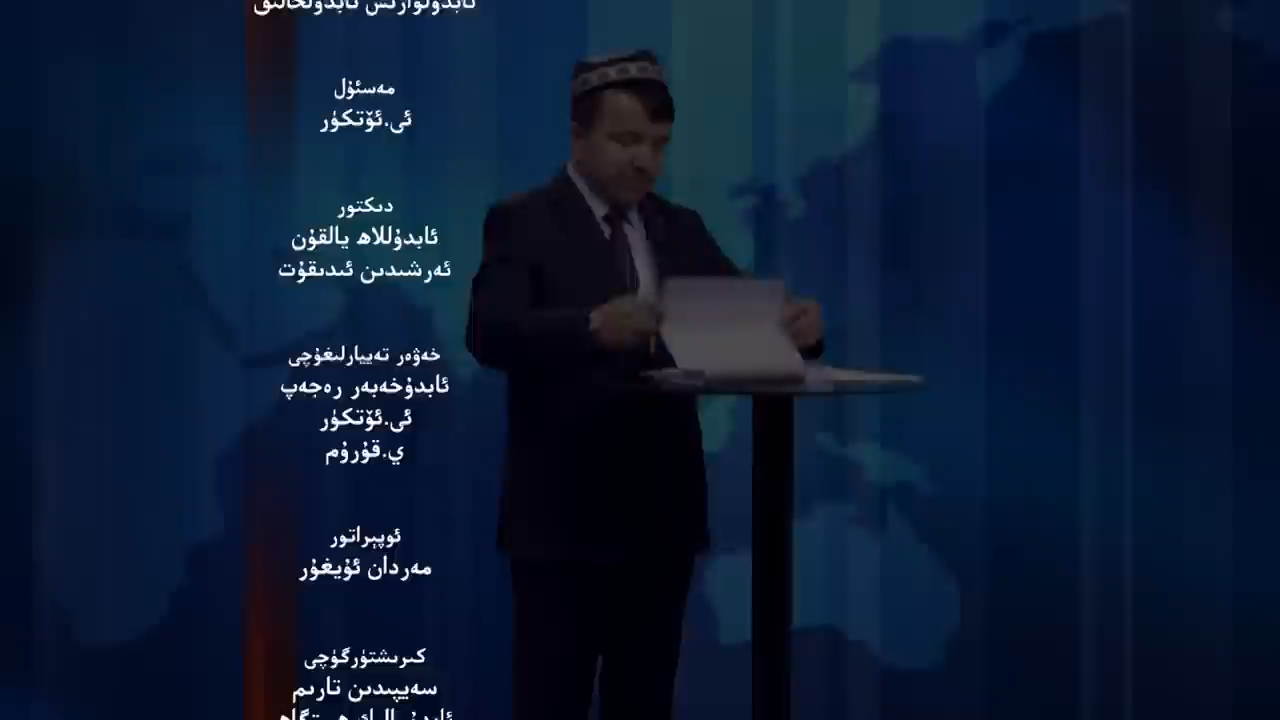 مەسئۇل
ئى.ئۆتكۈر
دىكتور
ئابدۇللاھ يالقۇن
ئەرشىدىن ئىدىقۇت
خەۋەر تەييارلىغۇچى
ئابدۇخەبەر رەجەپ
ئى.ئۆتكۈر
ي.قۇرۇم
ئوپېراتور
مەردان ئۇيغۇر
كىرىشتۈرگۈچى
سەيپىدىن تارىم